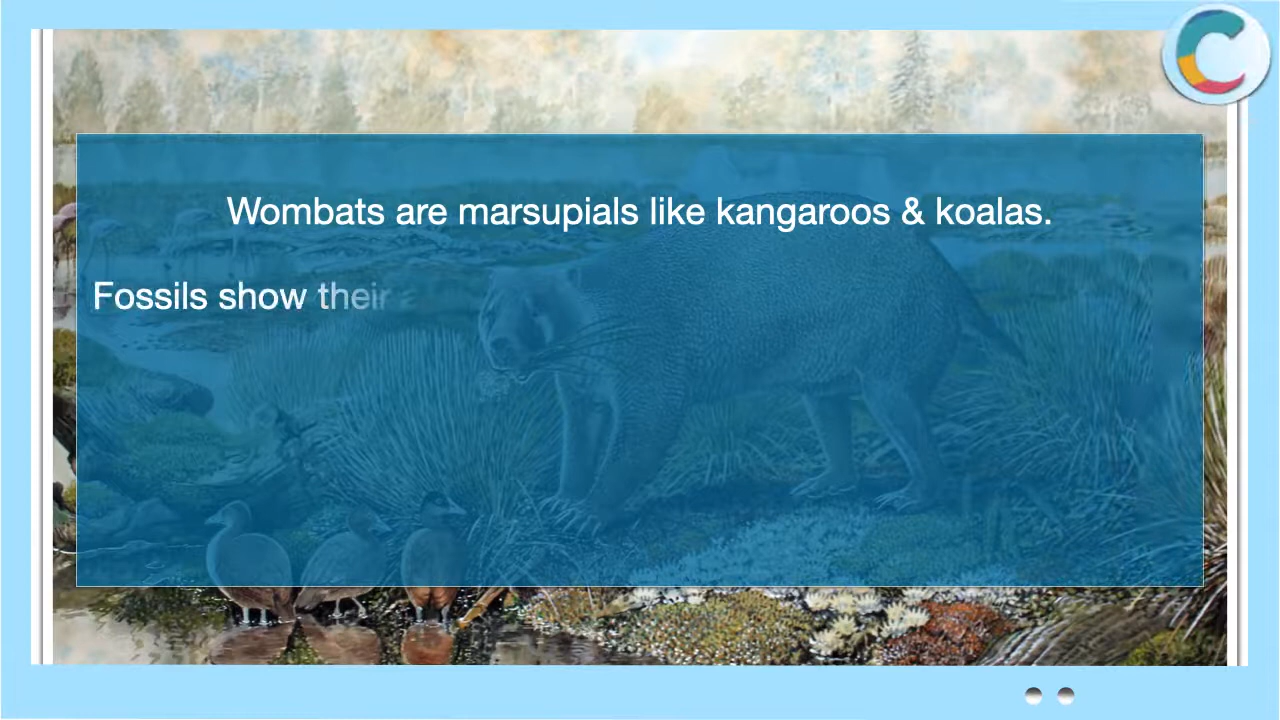 Wombats are marsupials like kangaroos & koalas.
Fossils show their